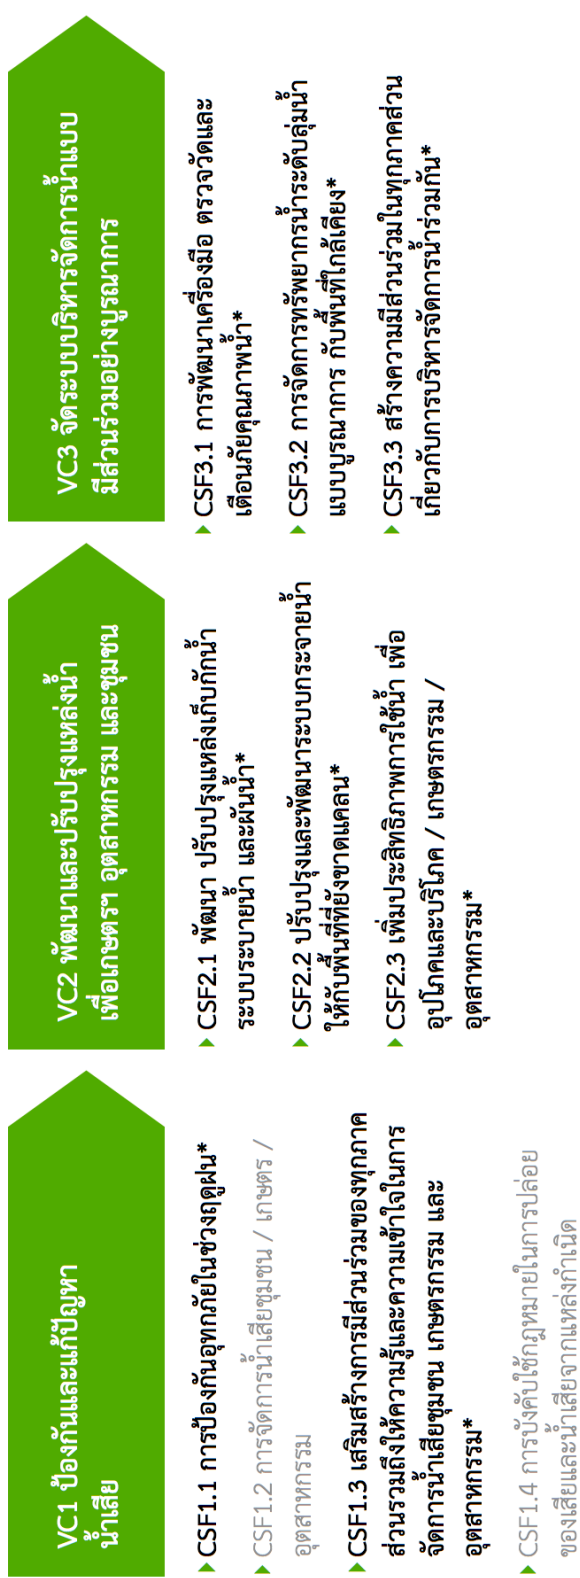 VC1 ป้องกันและแก้ปัญหา
น้ำเสีย
▸ CSF1.1 การป้องกันอุทกภัยในช่วงฤดูฝน*
▸ CSF1.2 การจัดการน้ำเสียชุมชน / เกษตร /
อุตสาหกรรม
▸ CSF1.3 เสริมสร้างการมีส่วนร่วมของทุกภาค
ส่วนรวมถึงให้ความรู้และความเข้าใจในการ
จัดการน้ำเสียชุมชน เกษตรกรรม และ
อุตสาหกรรม*
▸ CSF1.4 การบังคับใช้กฎหมายในการปล่อย
ของเสียและน้ำเสียจากแหล่งกำเนิด
VC2 พัฒนาและปรับปรุงแหล่งน้ำ
เพื่อเกษตรฯ อุตสาหกรรม และชุมชน
▸ CSF2.1 พัฒนา ปรับปรุงแหล่งเก็บกักน้ำ
ระบบระบายน้ำ และผันน้ำ*
▸ CSF2.2 ปรับปรุงและพัฒนาระบบกระจายน้ำ
ให้กับพื้นที่ที่ยังขาดแคลน*
▸ CSF2.3 เพิ่มประสิทธิภาพการใช้น้ำ เพื่อ
อุปโภคและบริโภค / เกษตรกรรม /
อุตสาหกรรม*
VC3 จัดระบบบริหารจัดการน้ำแบบ
มีส่วนร่วมอย่างบูรณาการ
▸ CSF3.1 การพัฒนาเครื่องมือ ตรวจวัดและ
เตือนภัยคุณภาพน้ำ*
▸ CSF3.2 การจัดการทรัพยากรน้ำระดับลุ่มน้ำ
แบบบูรณาการ กับพื้นที่ใกล้เคียง*
▸ CSF3.3 สร้างความมีส่วนร่วมในทุกภาคส่วน
เกี่ยวกับการบริหารจัดการน้ำร่วมกัน*